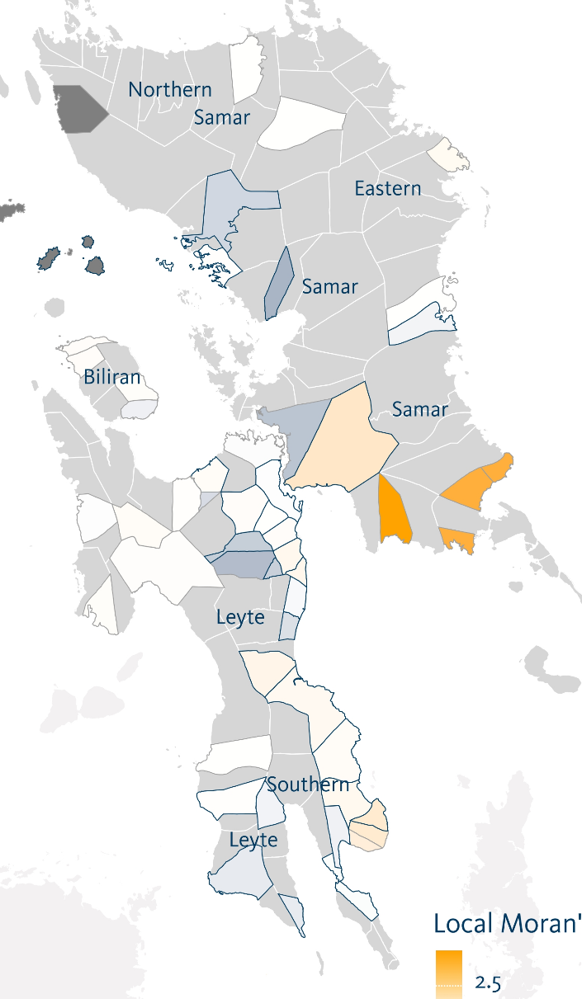 Northern
Samar
Eastern
Samar
Biliran
Samar
Leyte
Southern
Leyte
Local Moran'
2.5